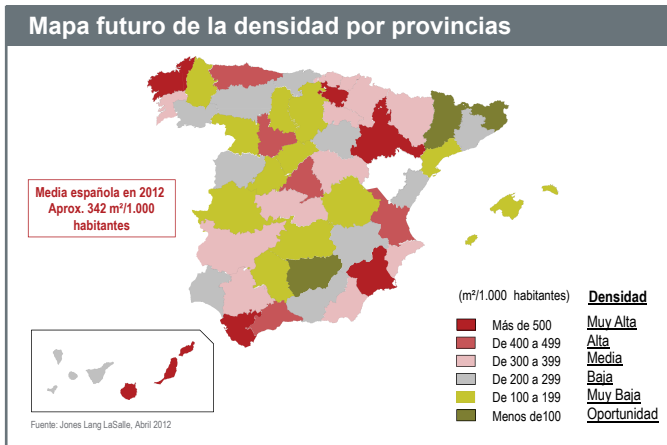 Mapa futuro de la densidad por provincias
Media española en 2012
Aprox. 342 m²/1.000
habitantes
(m²/1.000 habitantes) Densidad
Más de 500 Muy Alta
De 400 a 499 Alta
De 300 a 399 Media
De 200 a 299 Baja
De 100 a 199 Muy Baja
Menos de100 Oportunidad
Fuente: Jones Lang LaSalle, Abril 2012